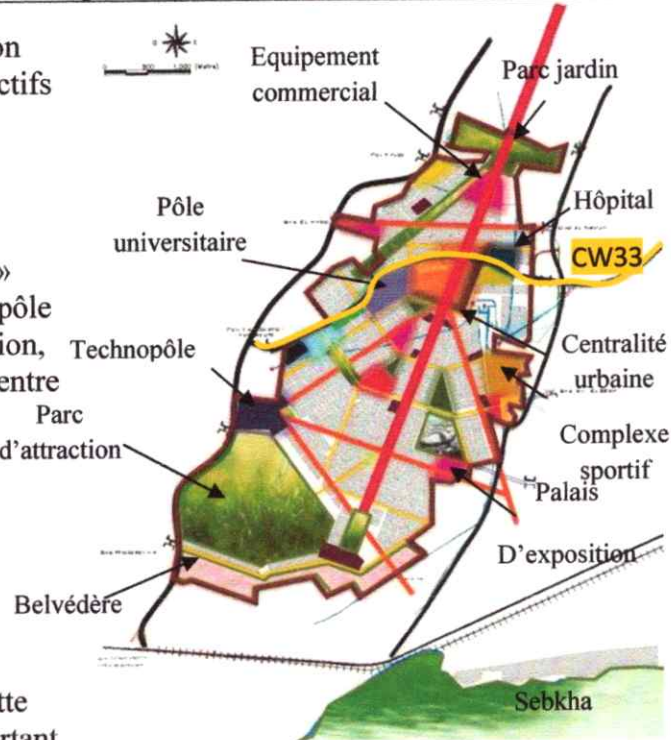 on
ctifs
»
pôle
ion,
entre
tte
rtant
Equipement
commercial
Parc jardin
Pôle
universitaire
Hôpital
CW33
Technopôle
Centralité
urbaine
Parc
d'attraction
Complexe
sportif
Palais
D'exposition
Belvédère
Sebkha